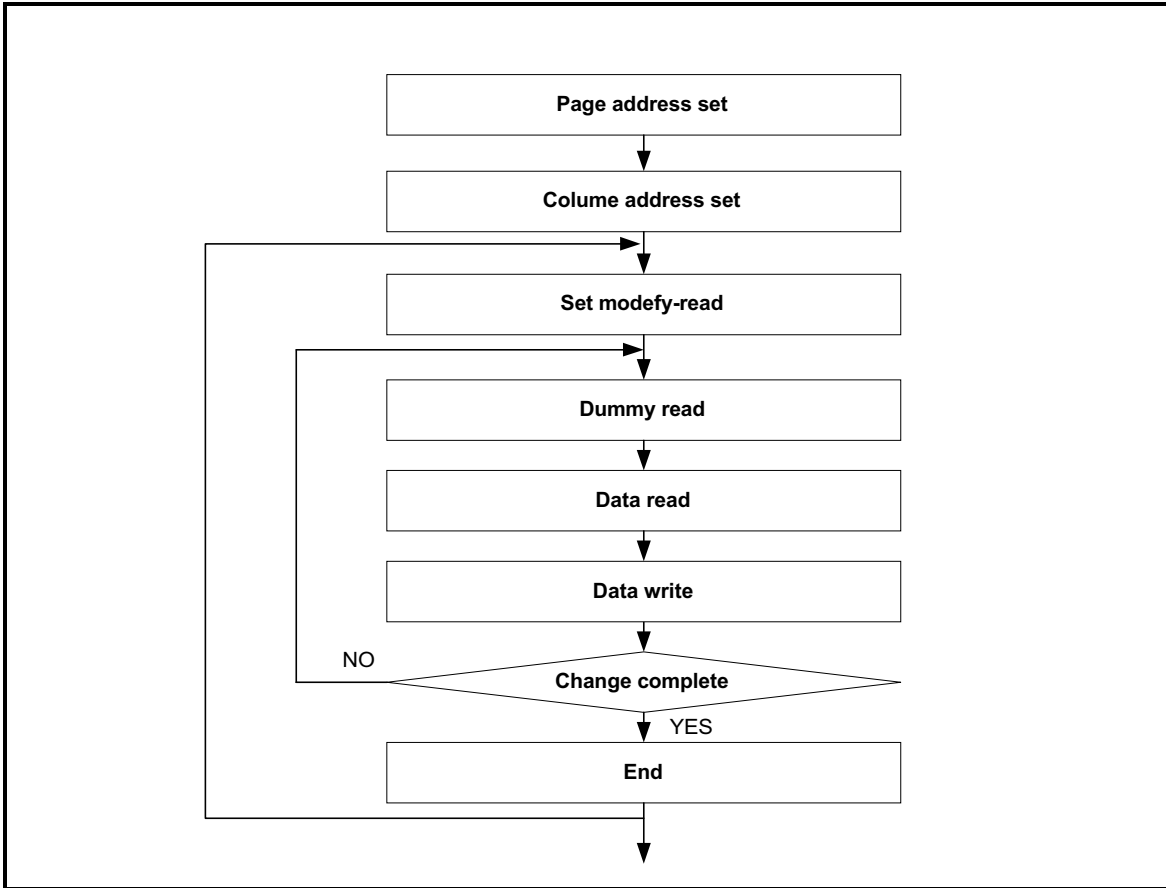 Page address set
Colume address set
Set modefy-read
Dummy read
Data read
Data write
NO
Change complete
YES
End